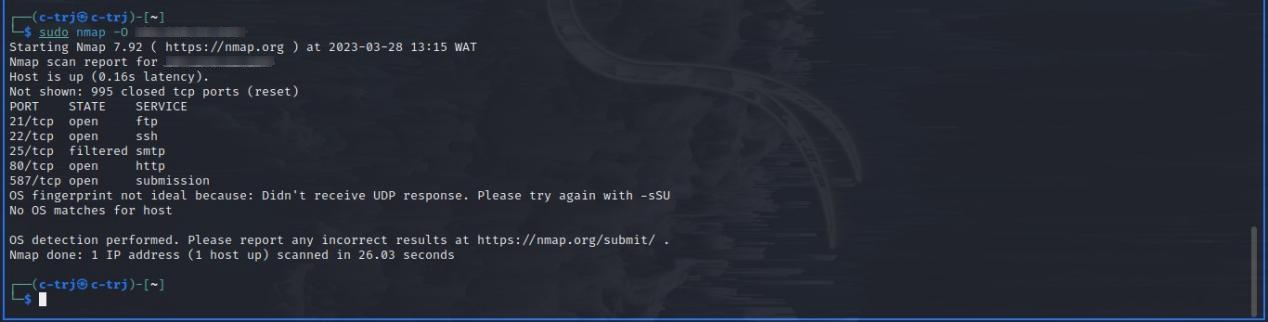 ┌──(c-trj㉿c-trj)-[~]
└─$ sudo nmap -O
Starting Nmap 7.92 ( https://nmap.org ) at 2023-03-28 13:15 WAT
Nmap scan report for
Host is up (0.16s latency).
Not shown: 995 closed tcp ports (reset)
PORT    STATE    SERVICE
21/tcp  open     ftp
22/tcp  open     ssh
25/tcp  filtered smtp
80/tcp  open     http
587/tcp open     submission
OS fingerprint not ideal because: Didn't receive UDP response. Please try again with -sSU
No OS matches for host
OS detection performed. Please report any incorrect results at https://nmap.org/submit/ .
Nmap done: 1 IP address (1 host up) scanned in 26.03 seconds
┌──(c-trj㉿c-trj)-[~]
└─$